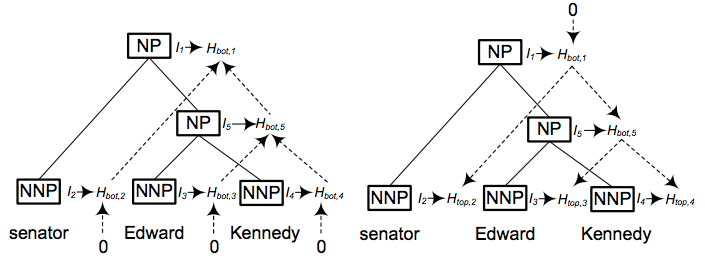 0
NP I1 Hbot,1 NP I1 Hbot,1
NP I5 Hbot,5 NP I5 Hbot,5
NNP I2 Hbot,2 NNP I3 Hbot,3 NNP I4 Hbot,4 NNP I2 Htop,2 NNP I3 Htop,3 NNP I4 Htop,4
senator Edward Kennedy senator Edward Kennedy
0 0 0